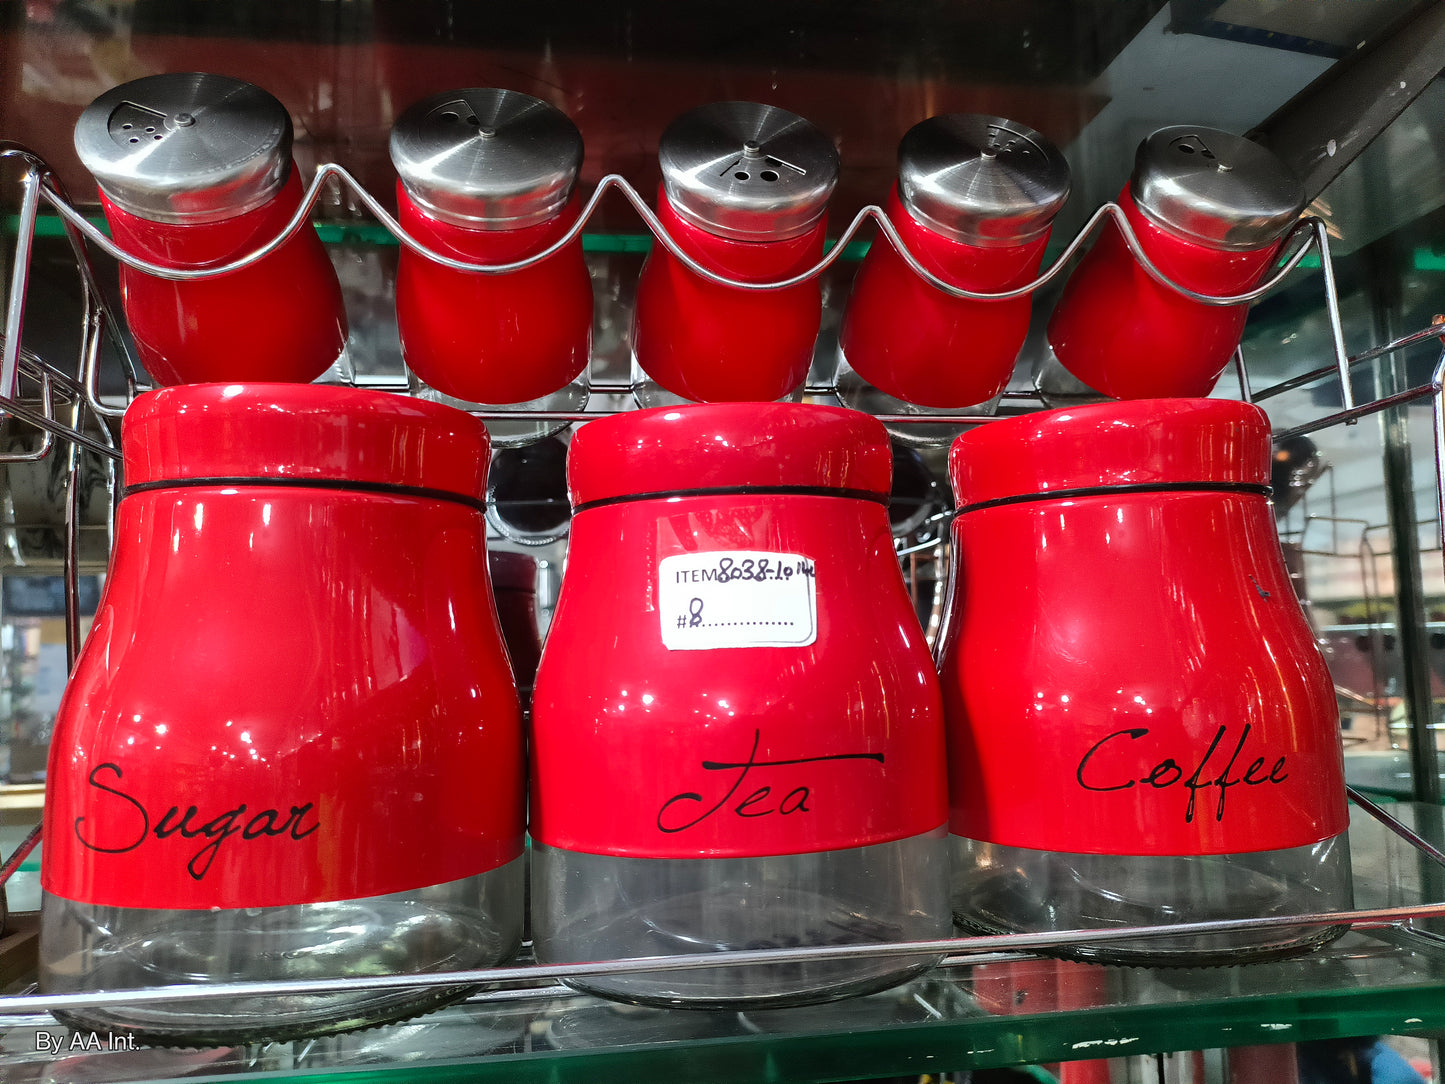 ITEM8038-10
#8...............
Sugar
Tea
Coffee
By AA Int.